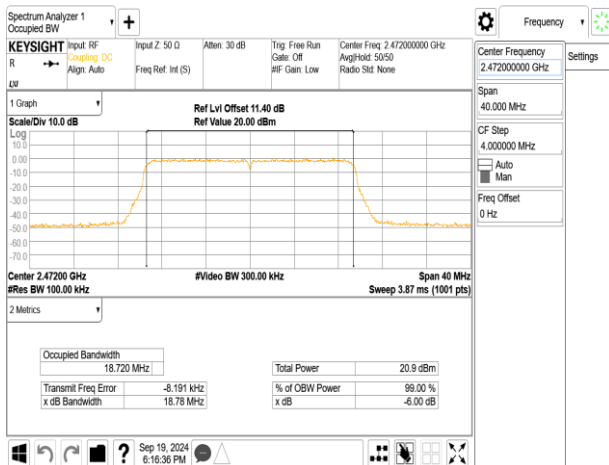 Spectrum Analyzer 1
Occupied BW
Frequency
KEYSIGHT
R
Input: RF
Coupling: DC
Align: Auto
Input Z: 50 Ω
Freq Ref: Int (S)
Atten: 30 dB
Trig: Free Run
Gate: Off
#IF Gain: Low
Center Freq: 2.472000000 GHz
Avg|Hold: 50/50
Radio Std: None
Center Frequency
2.472000000 GHz
Settings
Span
40.000 MHz
CF Step
4.000000 MHz
Auto
Man
Freq Offset
0 Hz
1 Graph
Scale/Div 10.0 dB
Ref Lvl Offset 11.40 dB
Ref Value 20.00 dBm
Log
10.0
0.00
-10.0
-20.0
-30.0
-40.0
-50.0
-60.0
-70.0
Center 2.47200 GHz
#Video BW 300.00 kHz
Span 40 MHz
#Res BW 100.00 kHz
Sweep 3.87 ms (1001 pts)
2 Metrics
Occupied Bandwidth
18.720 MHz
Total Power 20.9 dBm
Transmit Freq Error -8.191 kHz
% of OBW Power 99.00 %
x dB Bandwidth 18.78 MHz
x dB -6.00 dB
Sep 19, 2024
6:16:36 PM